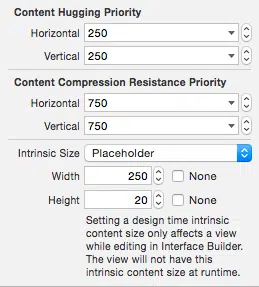 Content Hugging Priority
Horizontal 250
Vertical 250
Content Compression Resistance Priority
Horizontal 750
Vertical 750
Intrinsic Size Placeholder
Width 250 None
Height 20 None
Setting a design time intrinsic
content size only affects a view
while editing in Interface Builder.
The view will not have this
intrinsic content size at runtime.